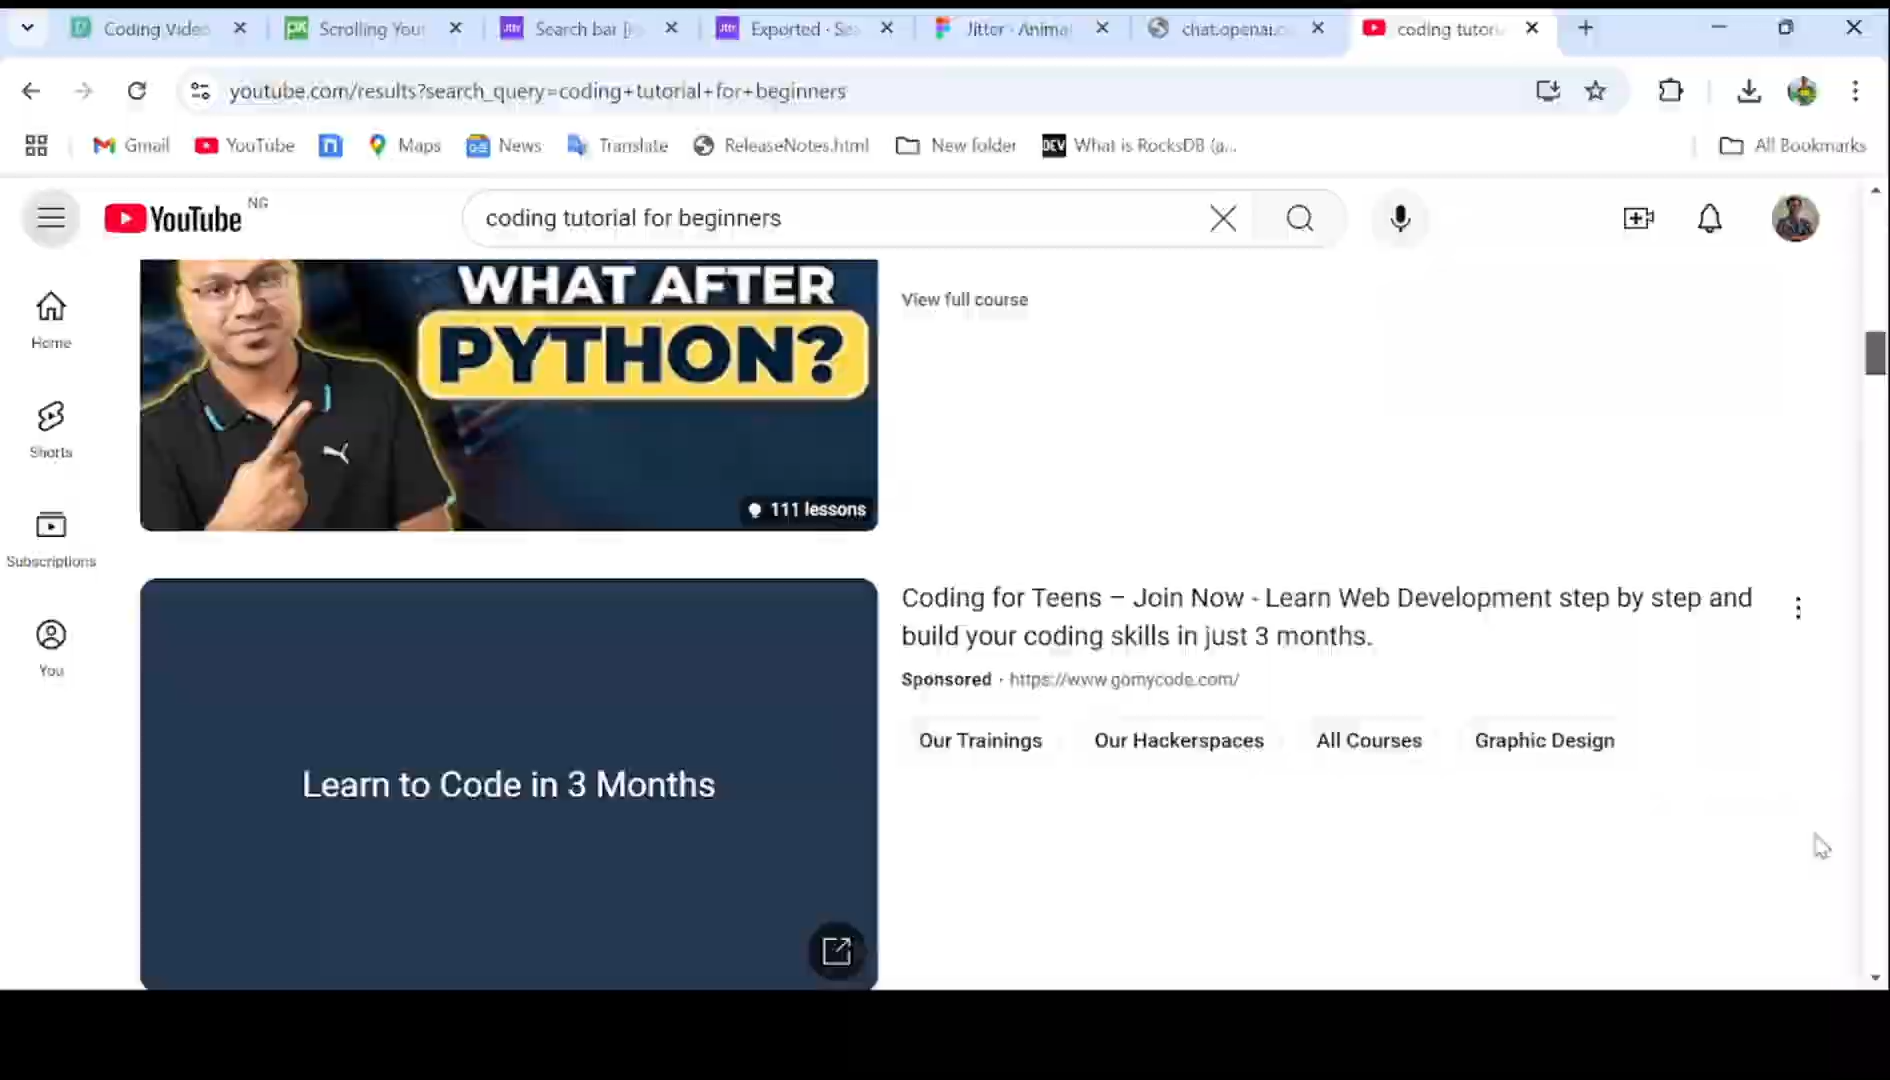 Coding Video
Scrolling Your
Search bar
Exported · Sea
Jitter · Animat
chat.openai.c
coding tutori
youtube.com/results?search_query=coding+tutorial+for+beginners
Gmail
YouTube
Maps
News
Translate
ReleaseNotes.html
New folder
DEV
What is RocksDB (a...
All Bookmarks
YouTube
NG
coding tutorial for beginners
Home
Shorts
Subscriptions
You
WHAT AFTER
PYTHON?
111 lessons
View full course
Learn to Code in 3 Months
Coding for Teens – Join Now - Learn Web Development step by step and
build your coding skills in just 3 months.
Sponsored · https://www.gomycode.com/
Our Trainings
Our Hackerspaces
All Courses
Graphic Design